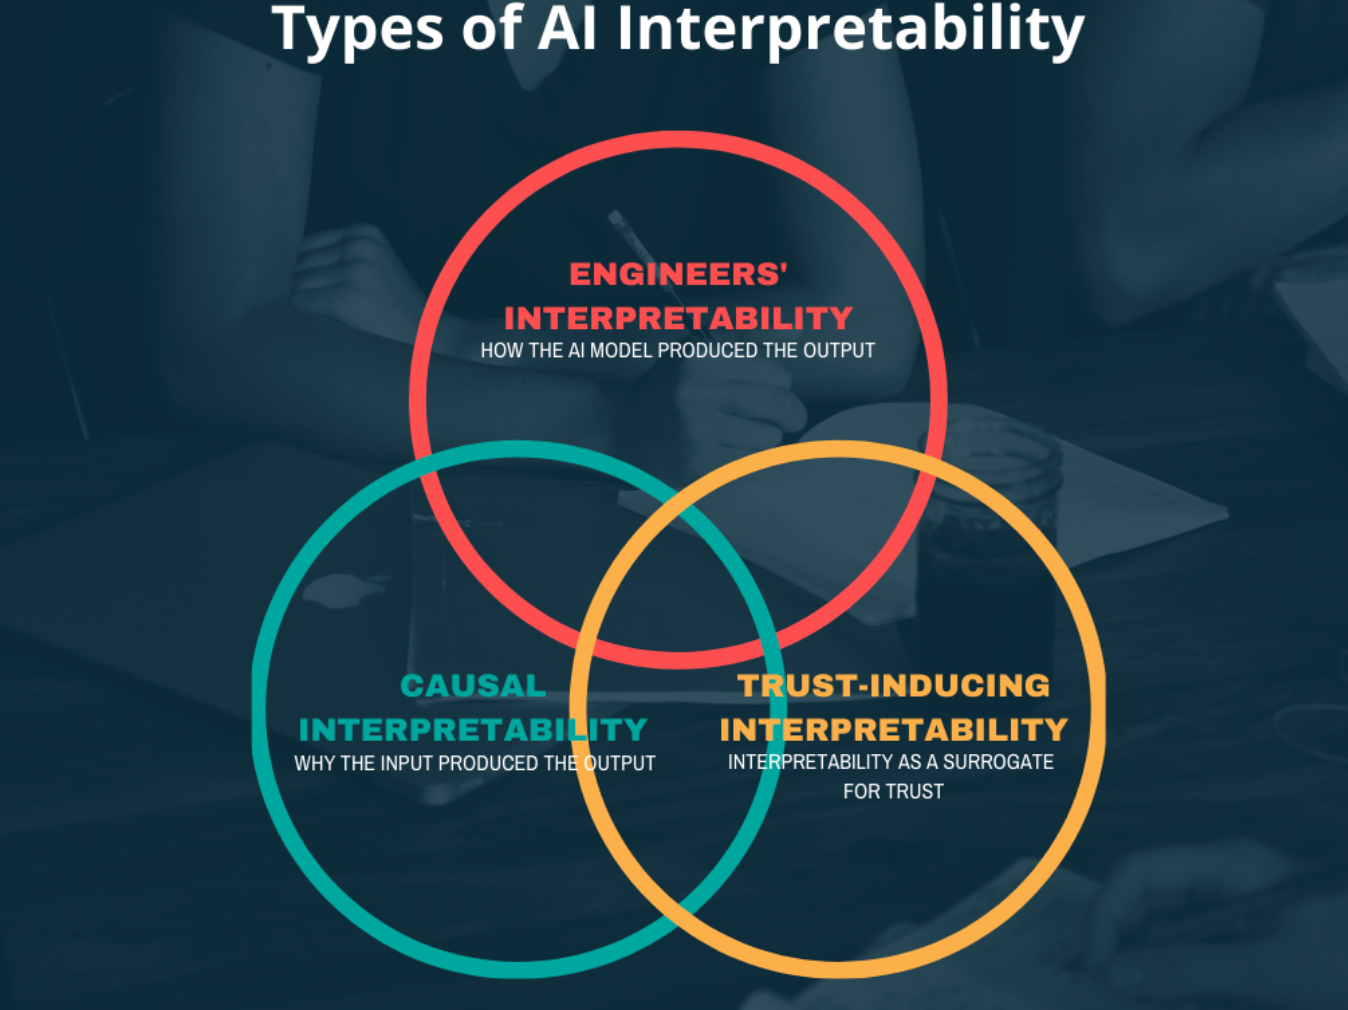 Types of AI Interpretability
ENGINEERS'
INTERPRETABILITY
HOW THE AI MODEL PRODUCED THE OUTPUT
CAUSAL
INTERPRETABILITY
WHY THE INPUT PRODUCED THE OUTPUT
TRUST-INDUCING
INTERPRETABILITY
INTERPRETABILITY AS A SURROGATE
FOR TRUST